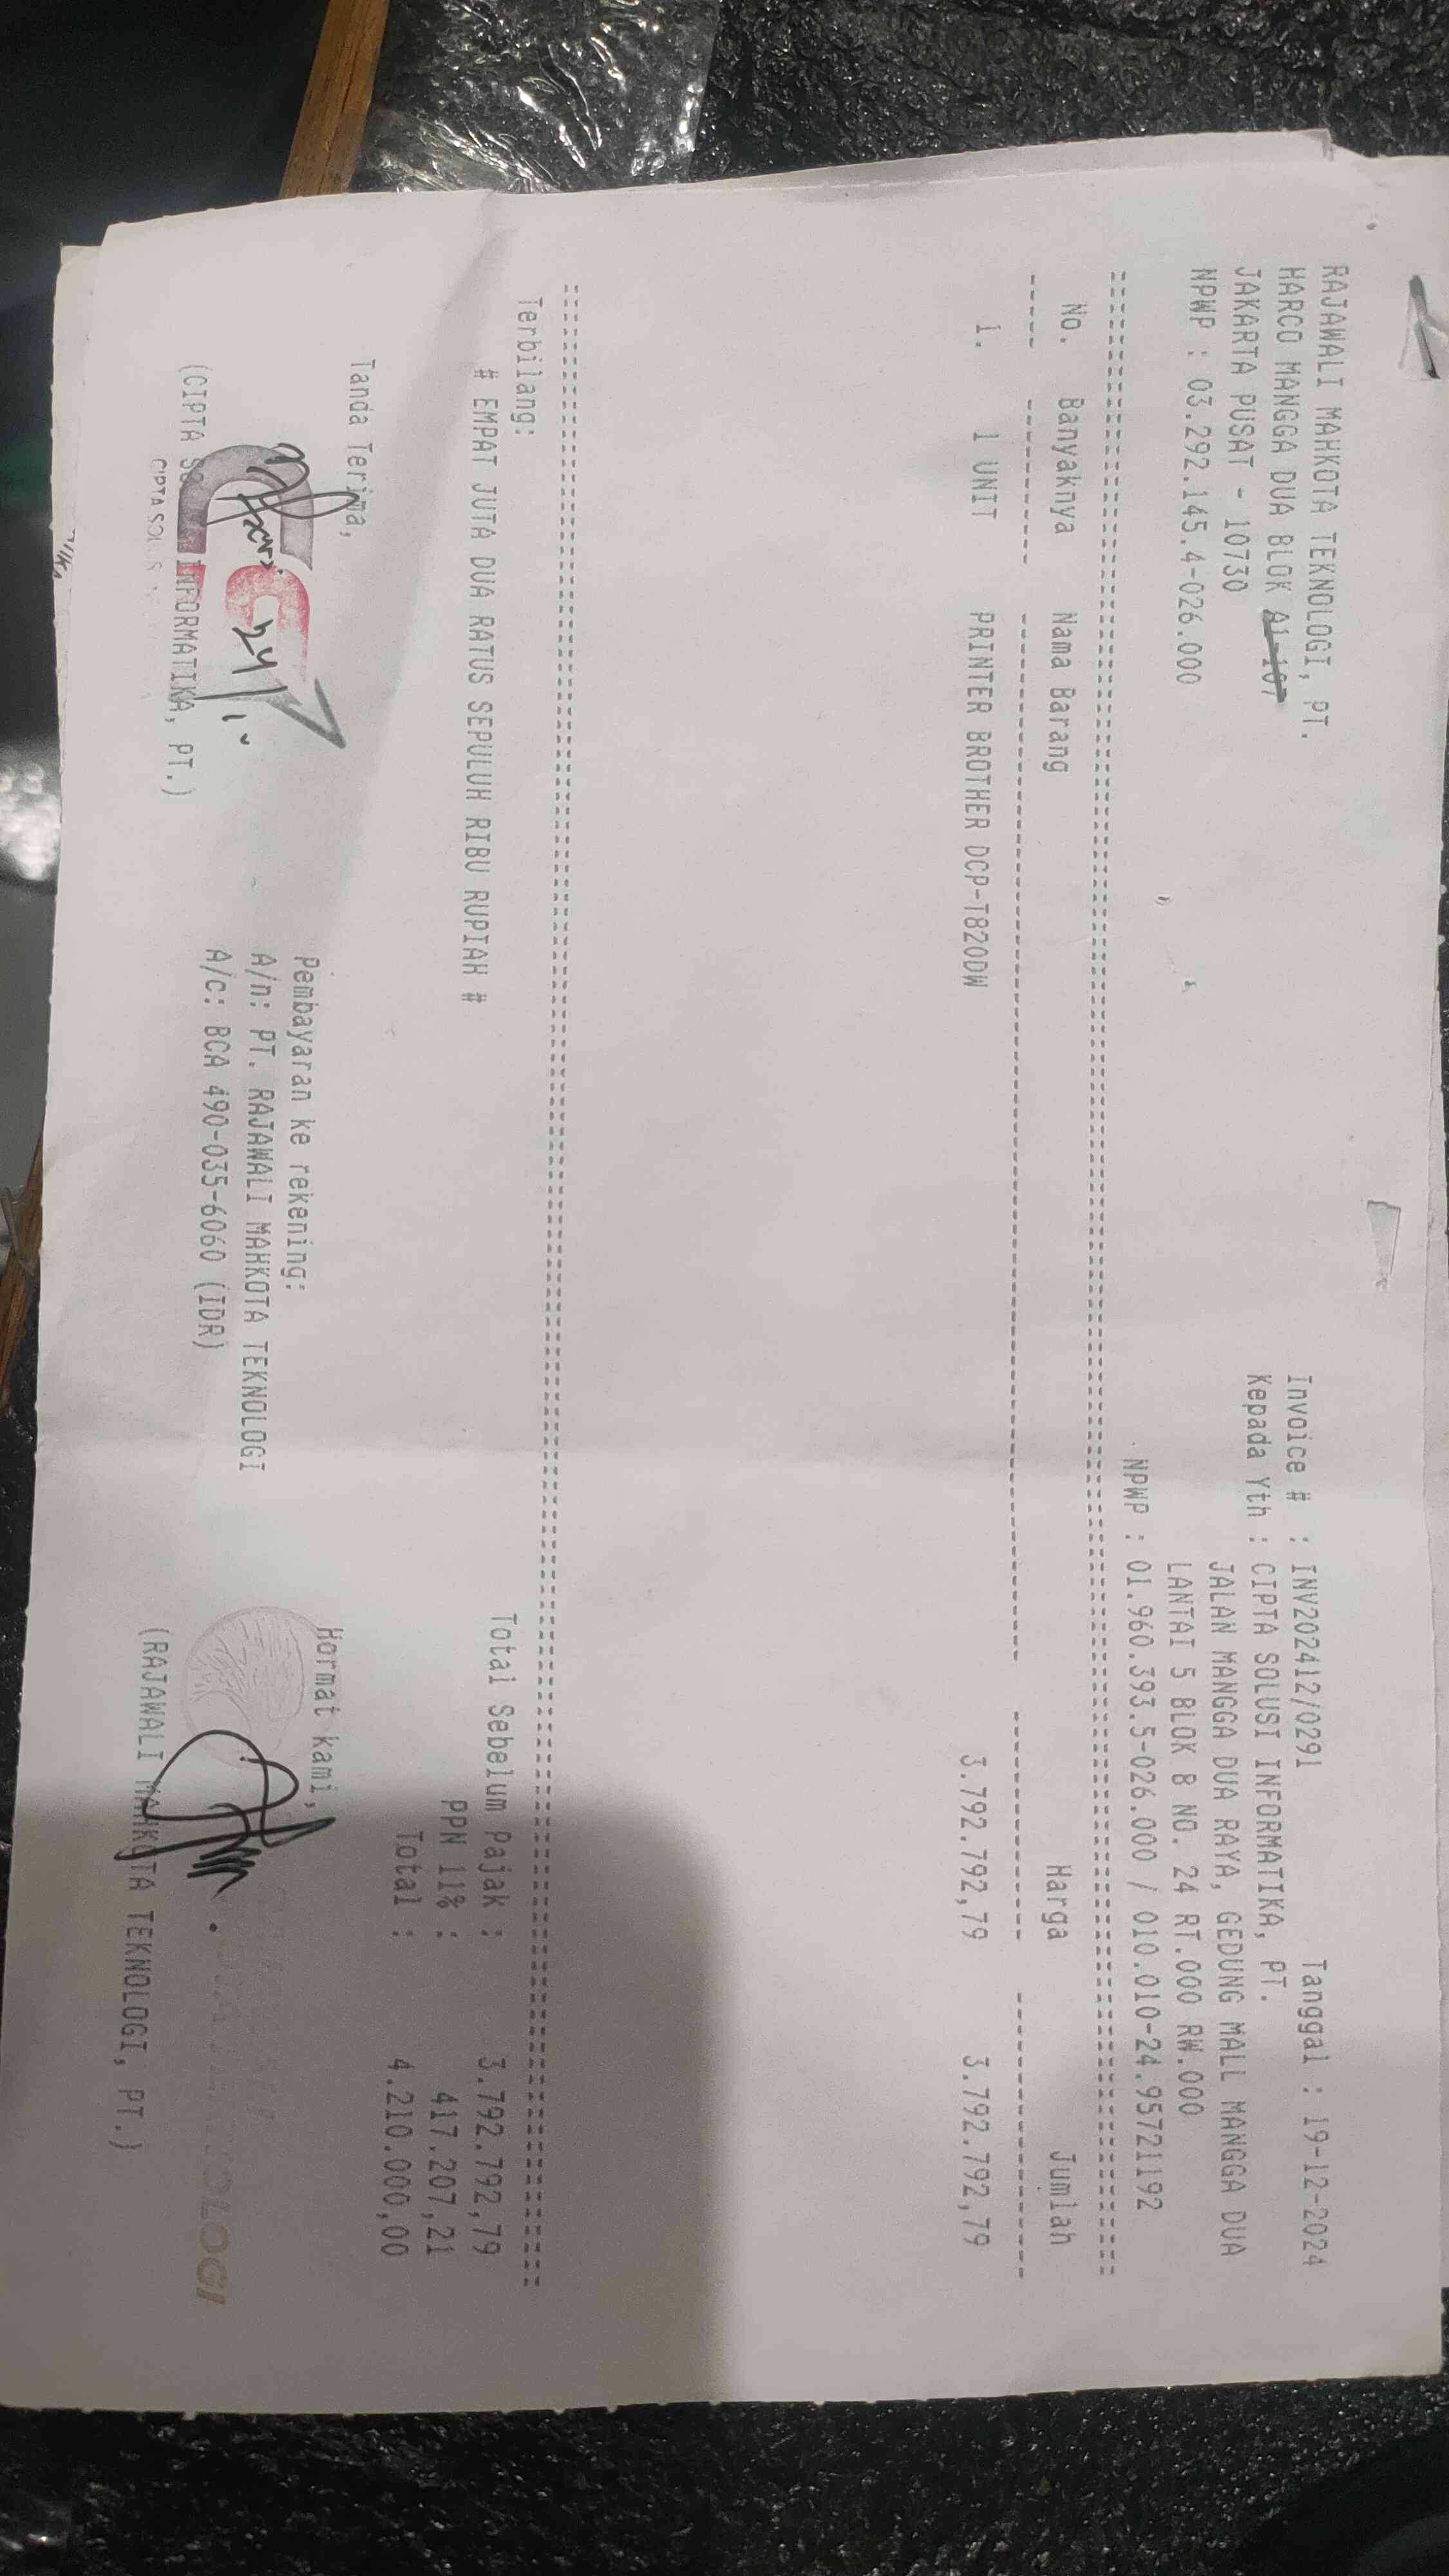 RAJAWALI MAHKOTA TEKNOLOGI, PT.
HARCO MANGGA DUA BLOK A1-107
JAKARTA PUSAT - 10730
NPWP : 03.292.145.4-026.000
Invoice # : INV202412/0291 Tanggal : 19-12-2024
Kepada Yth : CIPTA SOLUSI INFORMATIKA, PT.
JALAN MANGGA DUA RAYA, GEDUNG MALL MANGGA DUA
LANTAI 5 BLOK B NO. 24 RT.000 RW.000
NPWP : 01.960.393.5-026.000 / 010.010-24.95721192
No. Banyaknya Nama Barang Harga Jumlah
1. 1 UNIT PRINTER BROTHER DCP-T820DW 3.792.792,79 3.792.792,79
Terbilang:
# EMPAT JUTA DUA RATUS SEPULUH RIBU RUPIAH #
Total Sebelum Pajak : 3.792.792,79
PPN 11% : 417.207,21
Total : 4.210.000,00
Tanda Terima,
Pembayaran ke rekening:
A/n: PT. RAJAWALI MAHKOTA TEKNOLOGI
A/c: BCA 490-035-6060 (IDR)
Hormat kami,
24
(CIPTA SOLUSI INFORMATIKA, PT.)
(RAJAWALI MAHKOTA TEKNOLOGI, PT.)